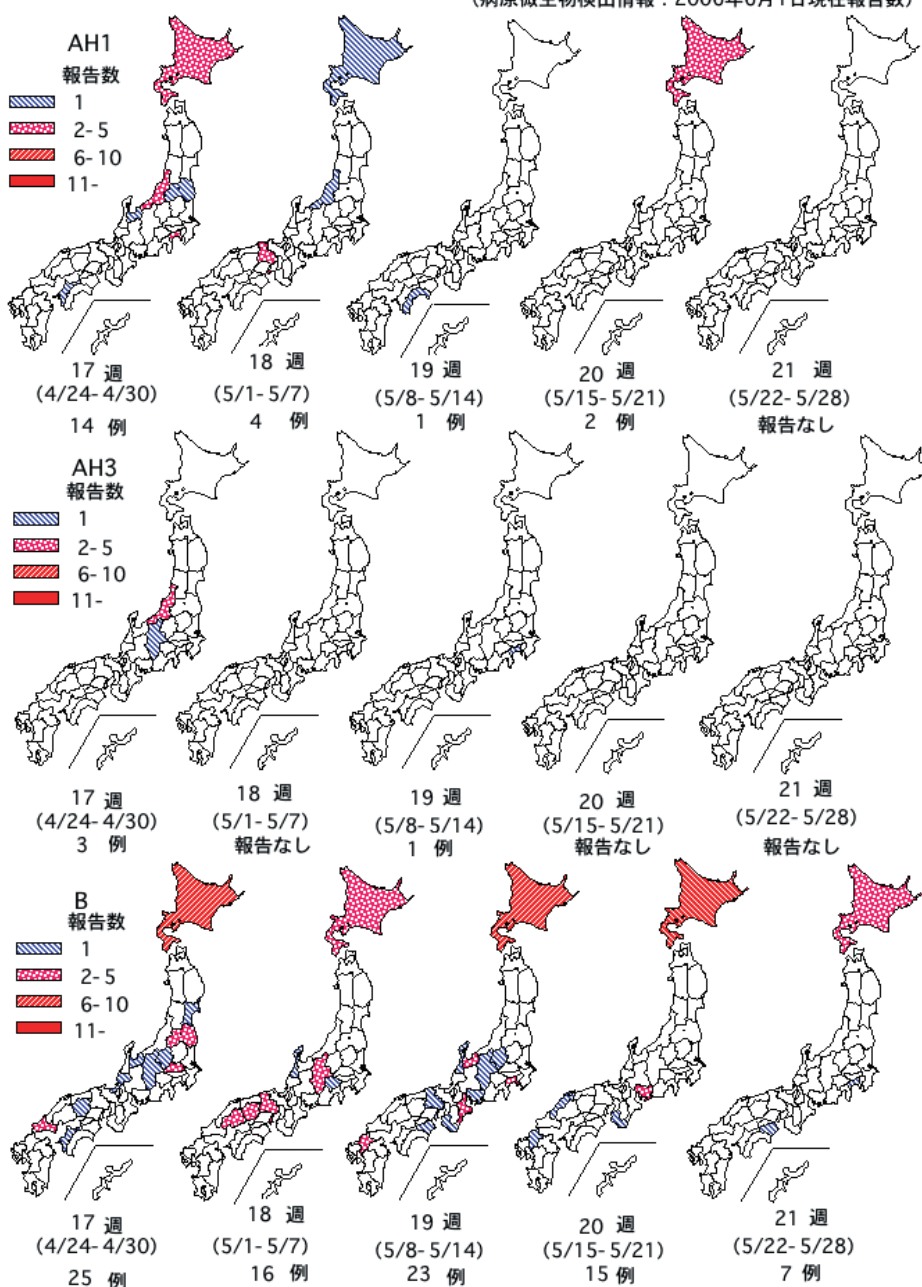 (病原微生物検出情報：2006年6月1日現在報告数)
AH1
報告数
1
2-5
6-10
11-
17 週
(4/24-4/30)
14 例
18 週
(5/1-5/7)
4 例
19 週
(5/8-5/14)
1 例
20 週
(5/15-5/21)
2 例
21 週
(5/22-5/28)
報告なし
AH3
報告数
1
2-5
6-10
11-
17 週
(4/24-4/30)
3 例
18 週
(5/1-5/7)
報告なし
19 週
(5/8-5/14)
1 例
20 週
(5/15-5/21)
報告なし
21 週
(5/22-5/28)
報告なし
B
報告数
1
2-5
6-10
11-
17 週
(4/24-4/30)
25 例
18 週
(5/1-5/7)
16 例
19 週
(5/8-5/14)
23 例
20 週
(5/15-5/21)
15 例
21 週
(5/22-5/28)
7 例